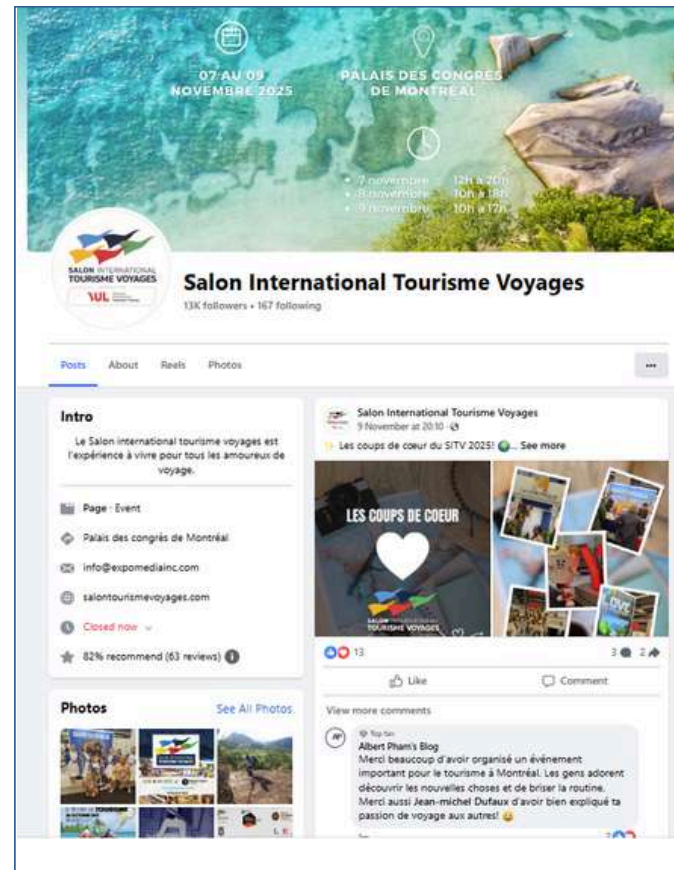 07 AU 09
NOVEMBRE 2025
PALAIS DES CONGRÈS
DE MONTRÉAL
• 7 novembre 12h à 20h
• 8 novembre 10h à 18h
• 9 novembre 10h à 17h
SALON INTERNATIONAL
TOURISME VOYAGES
Salon International Tourisme Voyages
13K followers • 167 following
Posts About Reels Photos
Intro
Le Salon international tourisme voyages est
l'expérience à vivre pour tous les amoureux de
voyage.
Page · Event
Palais des congrès de Montréal
info@expomediainc.com
salontourismevoyages.com
Closed now
82% recommend (63 reviews)
Photos See All Photos
Salon International Tourisme Voyages
9 November at 20:10
Les coups de coeur du SITV 2025! ... See more
LES COUPS DE COEUR
SALON INTERNATIONAL
TOURISME VOYAGES
13 3 2
Like Comment
View more comments
Top fan
Albert Pham's Blog
Merci beaucoup d'avoir organisé un événement
important pour le tourisme à Montréal. Les gens adorent
découvrir les nouvelles choses et de briser la routine.
Merci aussi Jean-michel Dufaux d'avoir bien expliqué ta
passion de voyage aux autres!